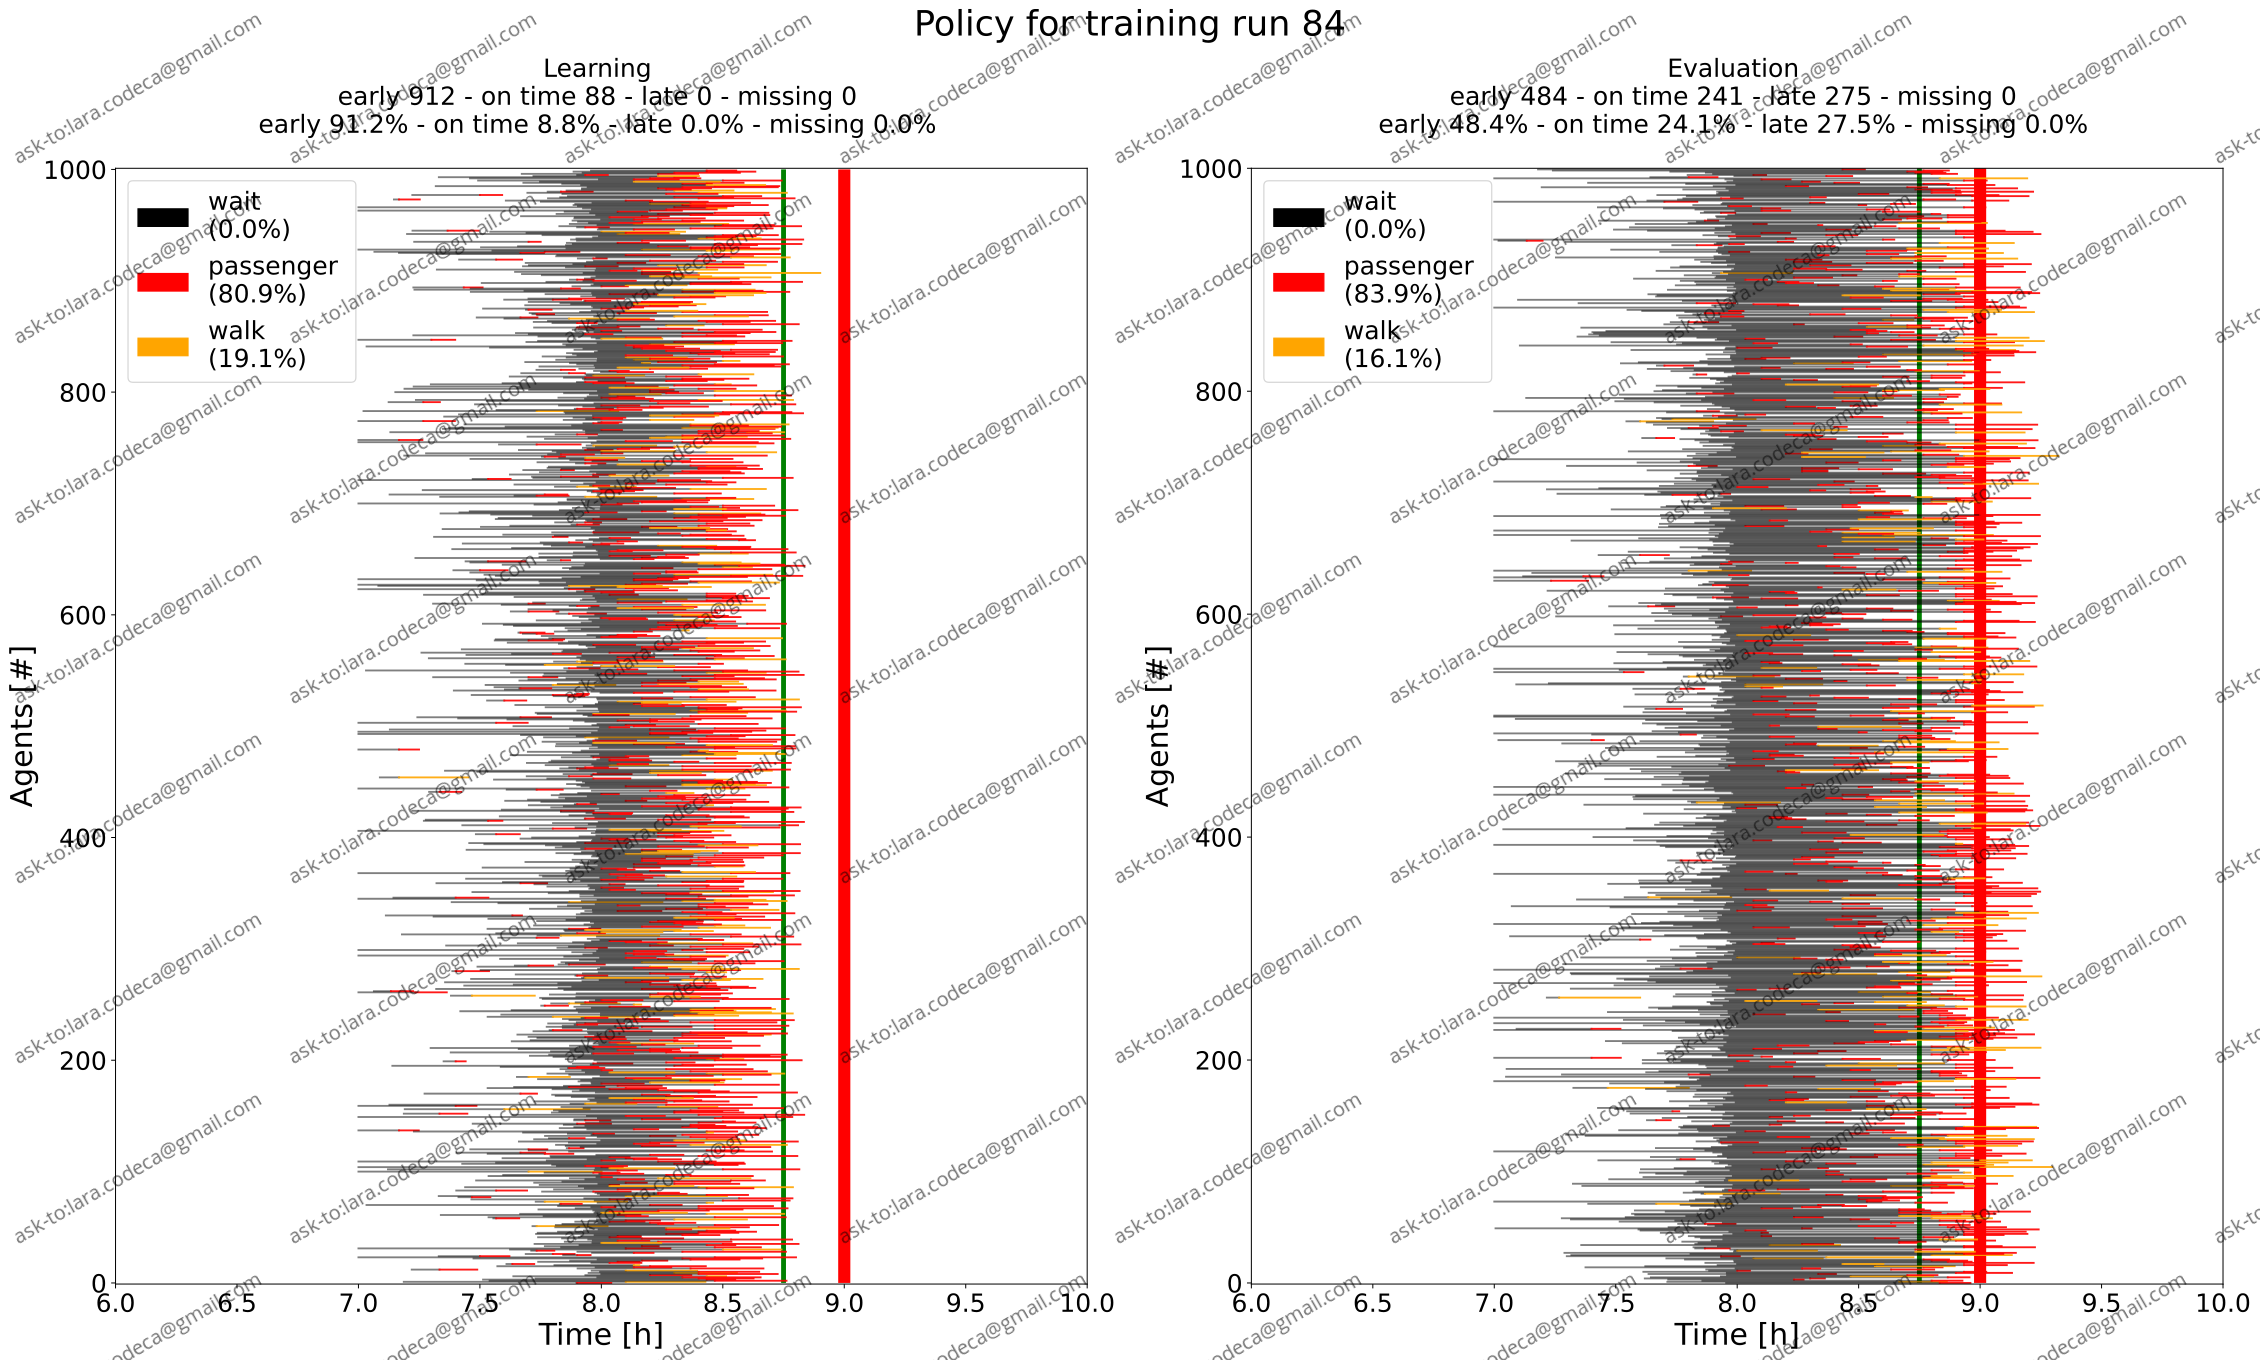 Policy for training run 84
Learning
early 912 - on time 88 - late 0 - missing 0
early 91.2% - on time 8.8% - late 0.0% - missing 0.0%
wait
(0.0%)
passenger
(80.9%)
walk
(19.1%)
Agents [#]
1000
800
600
400
200
0
6.0 6.5 7.0 7.5 8.0 8.5 9.0 9.5 10.0
Time [h]
Evaluation
early 484 - on time 241 - late 275 - missing 0
early 48.4% - on time 24.1% - late 27.5% - missing 0.0%
wait
(0.0%)
passenger
(83.9%)
walk
(16.1%)
Agents [#]
1000
800
600
400
200
0
6.0 6.5 7.0 7.5 8.0 8.5 9.0 9.5 10.0
Time [h]
ask-to:lara.codeca@gmail.com